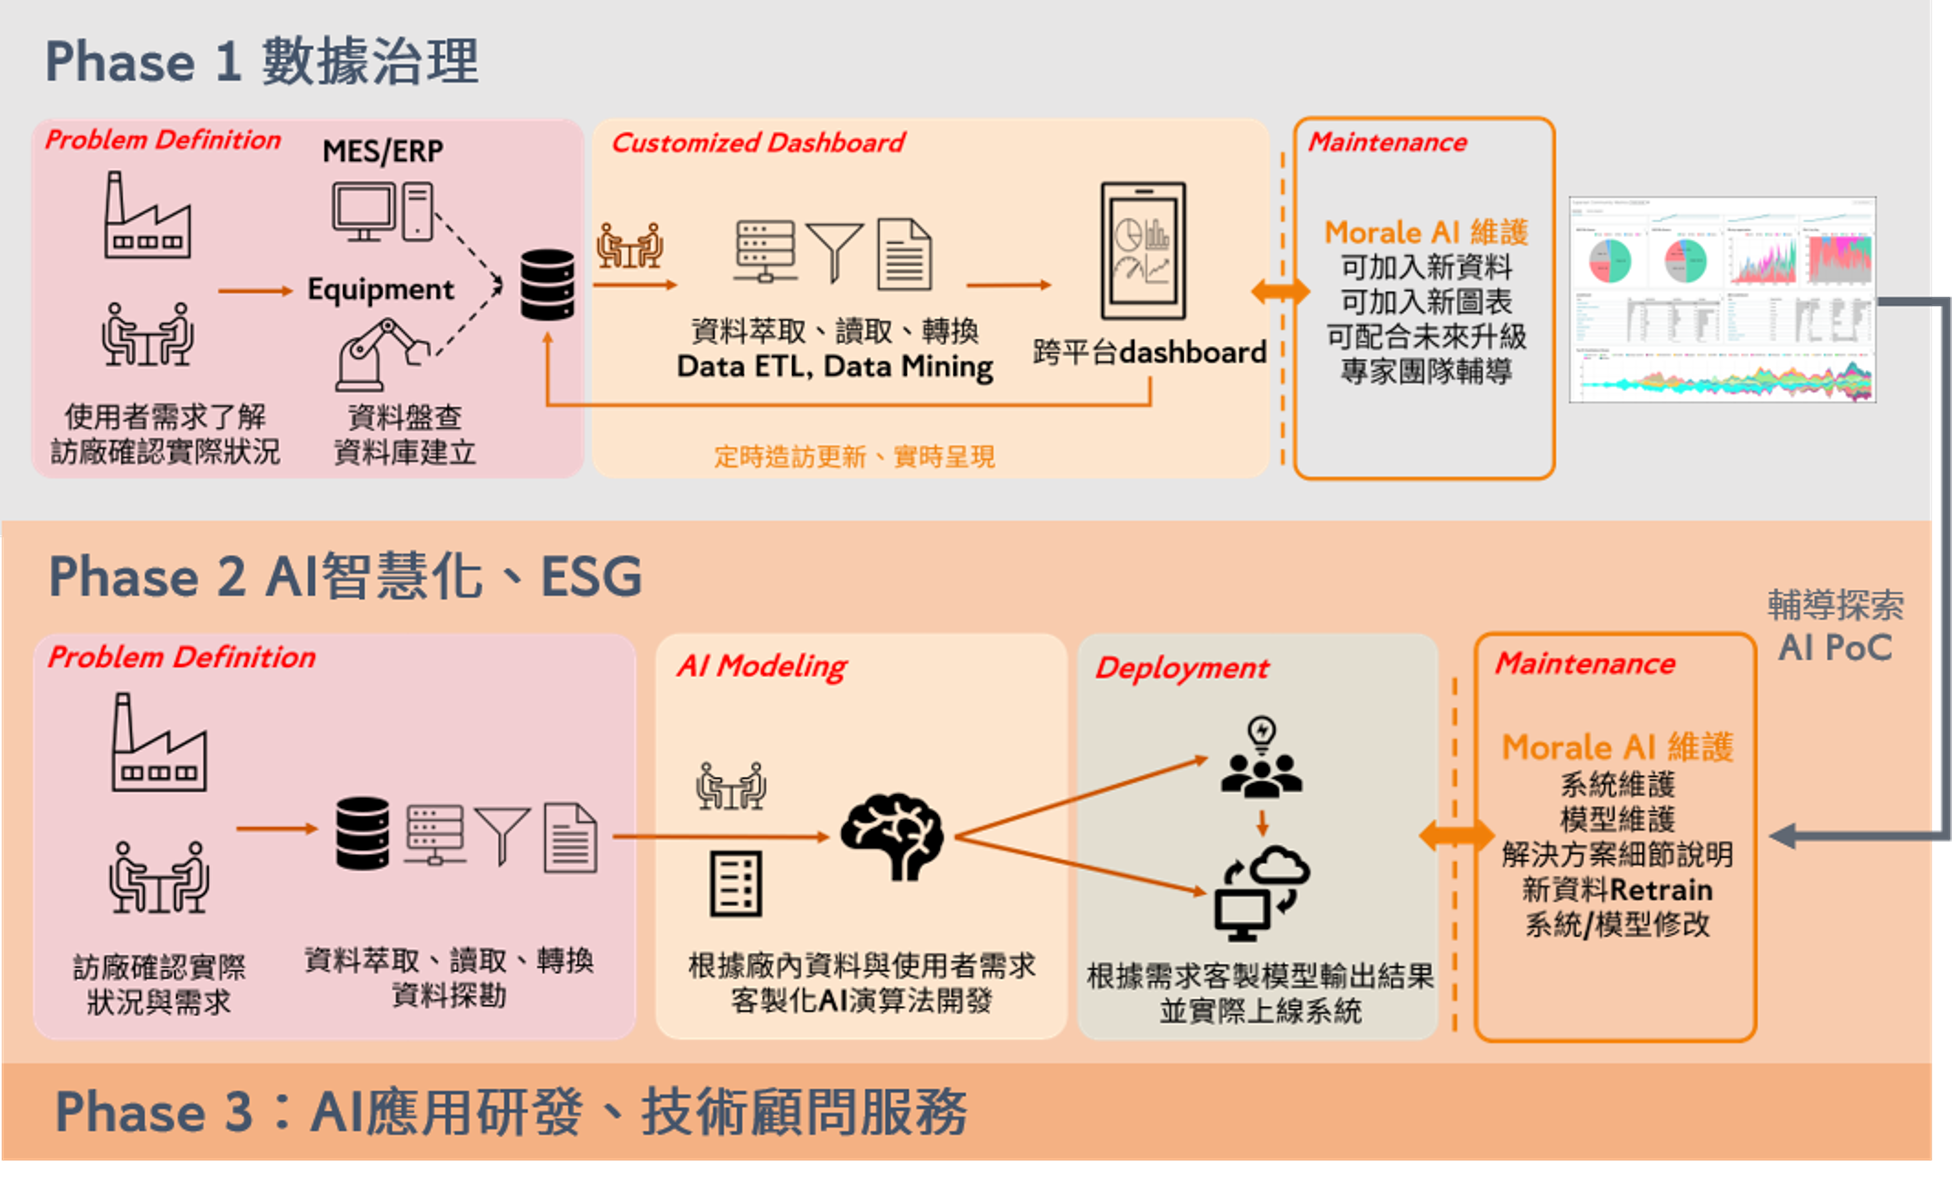 Phase 1 數據治理
Problem Definition
MES/ERP
Equipment
使用者需求了解
訪廠確認實際狀況
資料盤查
資料庫建立
Customized Dashboard
資料萃取、讀取、轉換
Data ETL, Data Mining
跨平台dashboard
定時造訪更新、實時呈現
Maintenance
Morale AI 維護
可加入新資料
可加入新圖表
可配合未來升級
專家團隊輔導
Phase 2 AI智慧化、ESG
輔導探索
AI PoC
Problem Definition
訪廠確認實際
狀況與需求
資料萃取、讀取、轉換
資料探勘
AI Modeling
根據廠內資料與使用者需求
客製化AI演算法開發
Deployment
根據需求客製模型輸出結果
並實際上線系統
Maintenance
Morale AI 維護
系統維護
模型維護
解決方案細節說明
新資料Retrain
系統/模型修改
Phase 3：AI應用研發、技術顧問服務